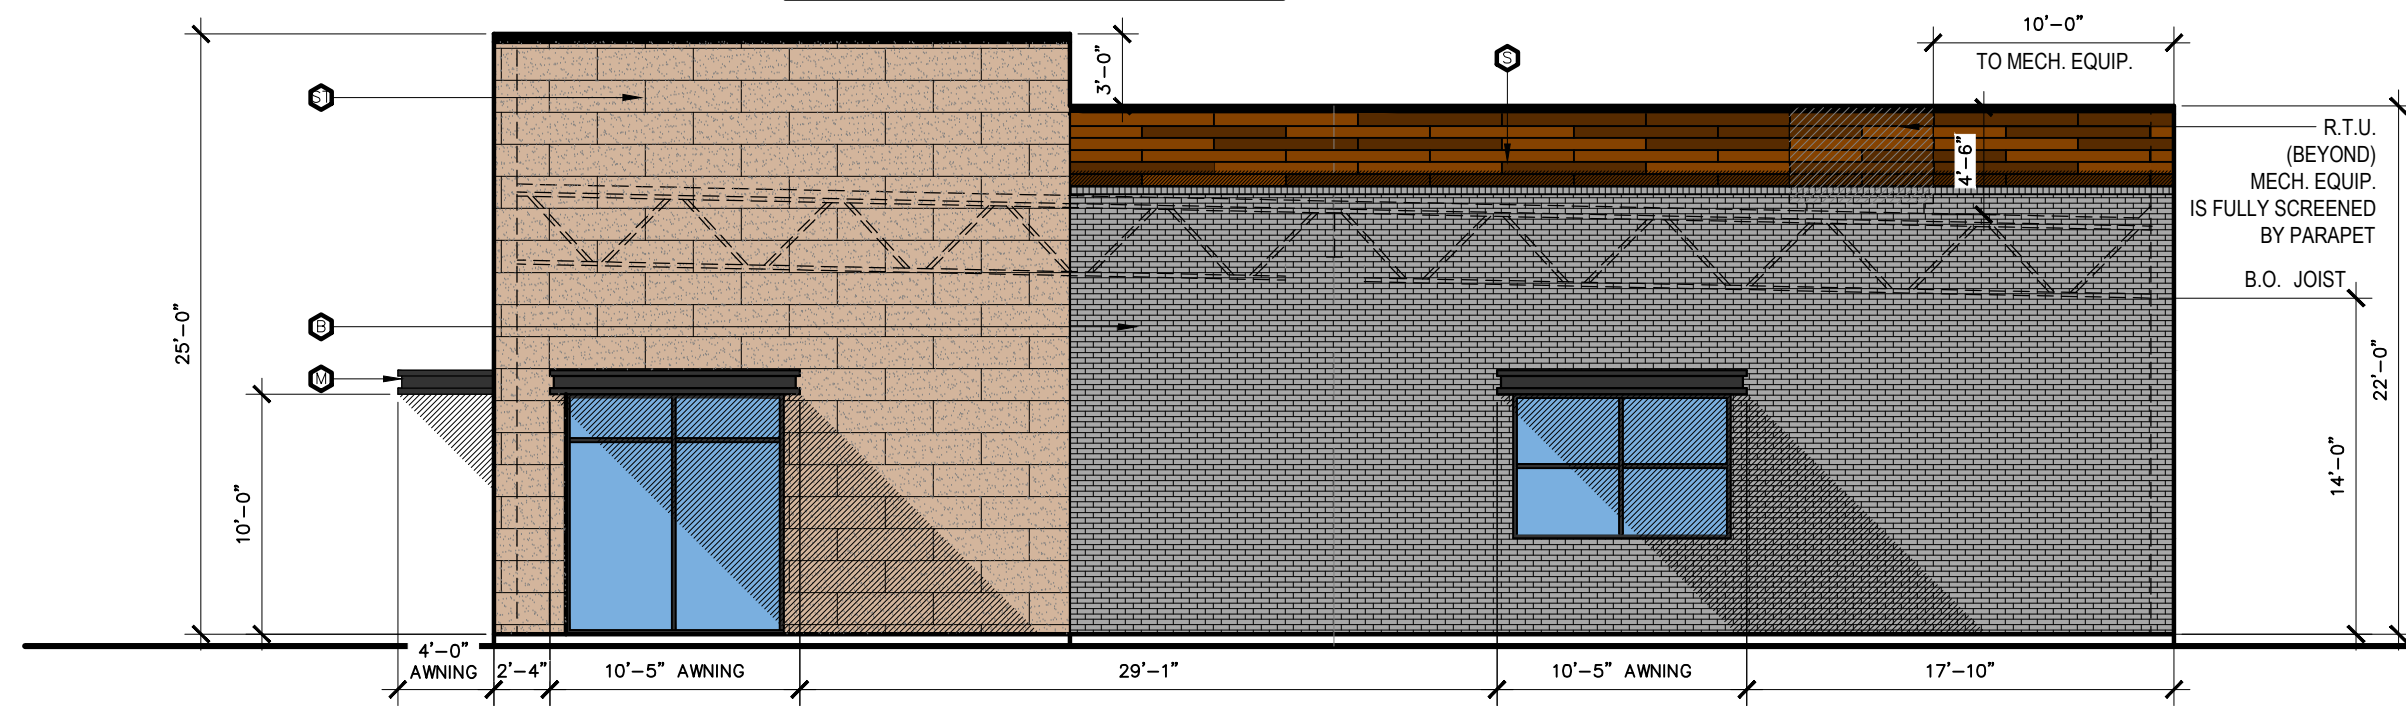 10'-0"
TO MECH. EQUIP.
3'-0"
S
ST
R.T.U.
(BEYOND)
MECH. EQUIP.
IS FULLY SCREENED
BY PARAPET
4'-6"
B.O. JOIST
25'-0"
B
M
22'-0"
10'-0"
14'-0"
4'-0"
AWNING
2'-4"
10'-5" AWNING
29'-1"
10'-5" AWNING
17'-10"